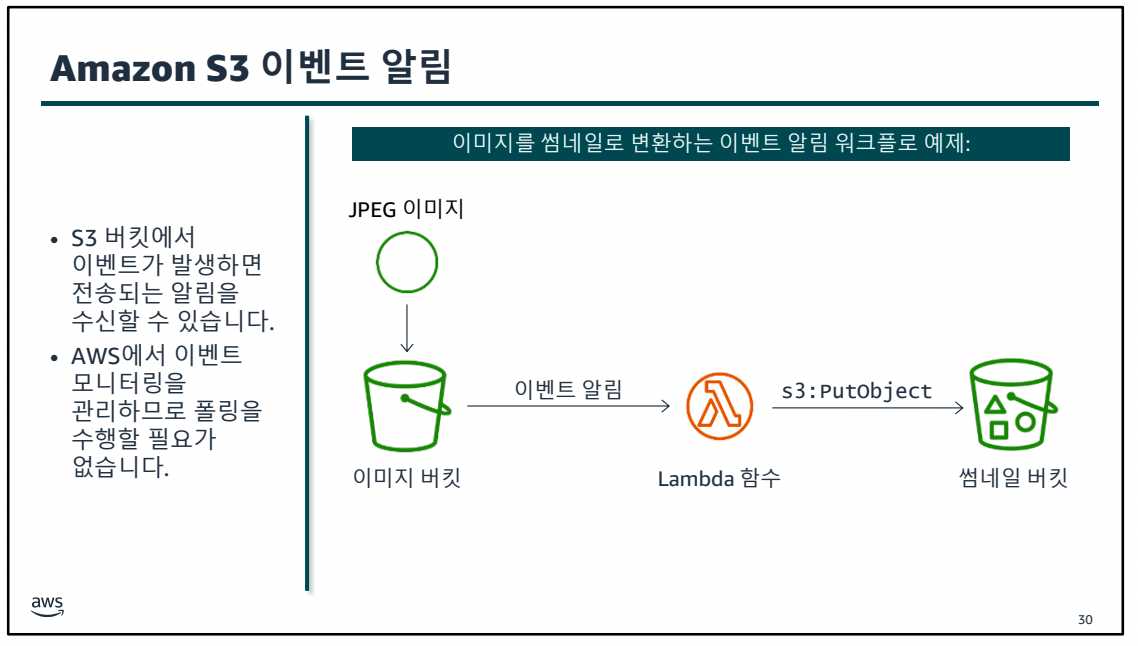 Amazon S3 이벤트 알림
이미지를 썸네일로 변환하는 이벤트 알림 워크플로 예제:
• S3 버킷에서
이벤트가 발생하면
전송되는 알림을
수신할 수 있습니다.
• AWS에서 이벤트
모니터링을
관리하므로 폴링을
수행할 필요가
없습니다.
JPEG 이미지
이벤트 알림
s3:PutObject
이미지 버킷
Lambda 함수
썸네일 버킷
aws
30